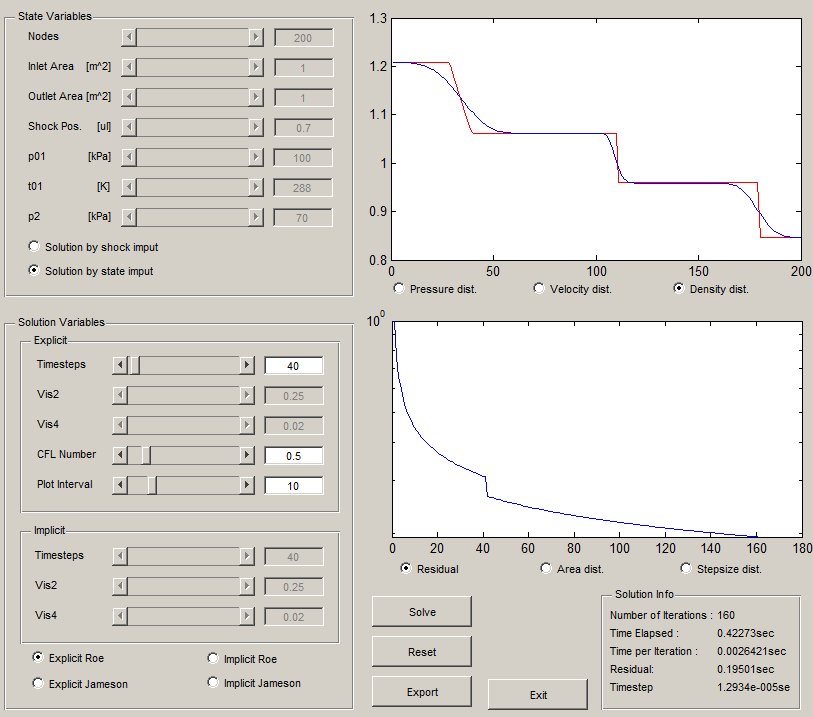 State Variables
Nodes 200
Inlet Area [m^2] 1
Outlet Area [m^2] 1
Shock Pos. [ul] 0.7
p01 [kPa] 100
t01 [K] 288
p2 [kPa] 70
Solution by shock imput
Solution by state imput
1.3
1.2
1.1
1
0.9
0.8
0 50 100 150 200
Pressure dist. Velocity dist. Density dist.
Solution Variables
Explicit
Timesteps 40
Vis2 0.25
Vis4 0.02
CFL Number 0.5
Plot Interval 10
Implicit
Timesteps 40
Vis2 0.25
Vis4 0.02
Explicit Roe Implicit Roe
Explicit Jameson Implicit Jameson
10^0
0 20 40 60 80 100 120 140 160 180
Residual Area dist. Stepsize dist.
Solve
Reset
Export
Exit
Solution Info
Number of Iterations : 160
Time Elapsed : 0.42273sec
Time per Iteration : 0.0026421sec
Residual: 0.19501sec
Timestep 1.2934e-005se